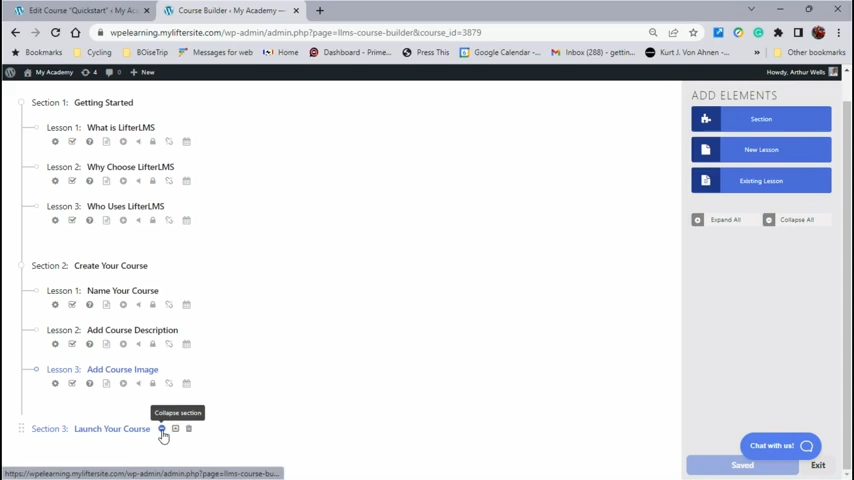 Edit Course "Quickstart" ‹ My Aca
Course Builder ‹ My Academy —
wpelearning.myliftersite.com/wp-admin/admin.php?page=llms-course-builder&course_id=3879
Bookmarks
Cycling
BOiseTrip
Messages for web
Home
Dashboard - Prime...
Press This
Google Calendar -...
Inbox (288) - gettin...
Kurt J. Von Ahnen -...
»
Other bookmarks
My Academy
4
0
New
Howdy, Arthur Wells
Section 1: Getting Started
Lesson 1: What is LifterLMS
Lesson 2: Why Choose LifterLMS
Lesson 3: Who Uses LifterLMS
Section 2: Create Your Course
Lesson 1: Name Your Course
Lesson 2: Add Course Description
Lesson 3: Add Course Image
Collapse section
Section 3: Launch Your Course
ADD ELEMENTS
Section
New Lesson
Existing Lesson
Expand All
Collapse All
Chat with us!
Saved
Exit
https://wpelearning.myliftersite.com/wp-admin/admin.php?page=llms-course-bu...